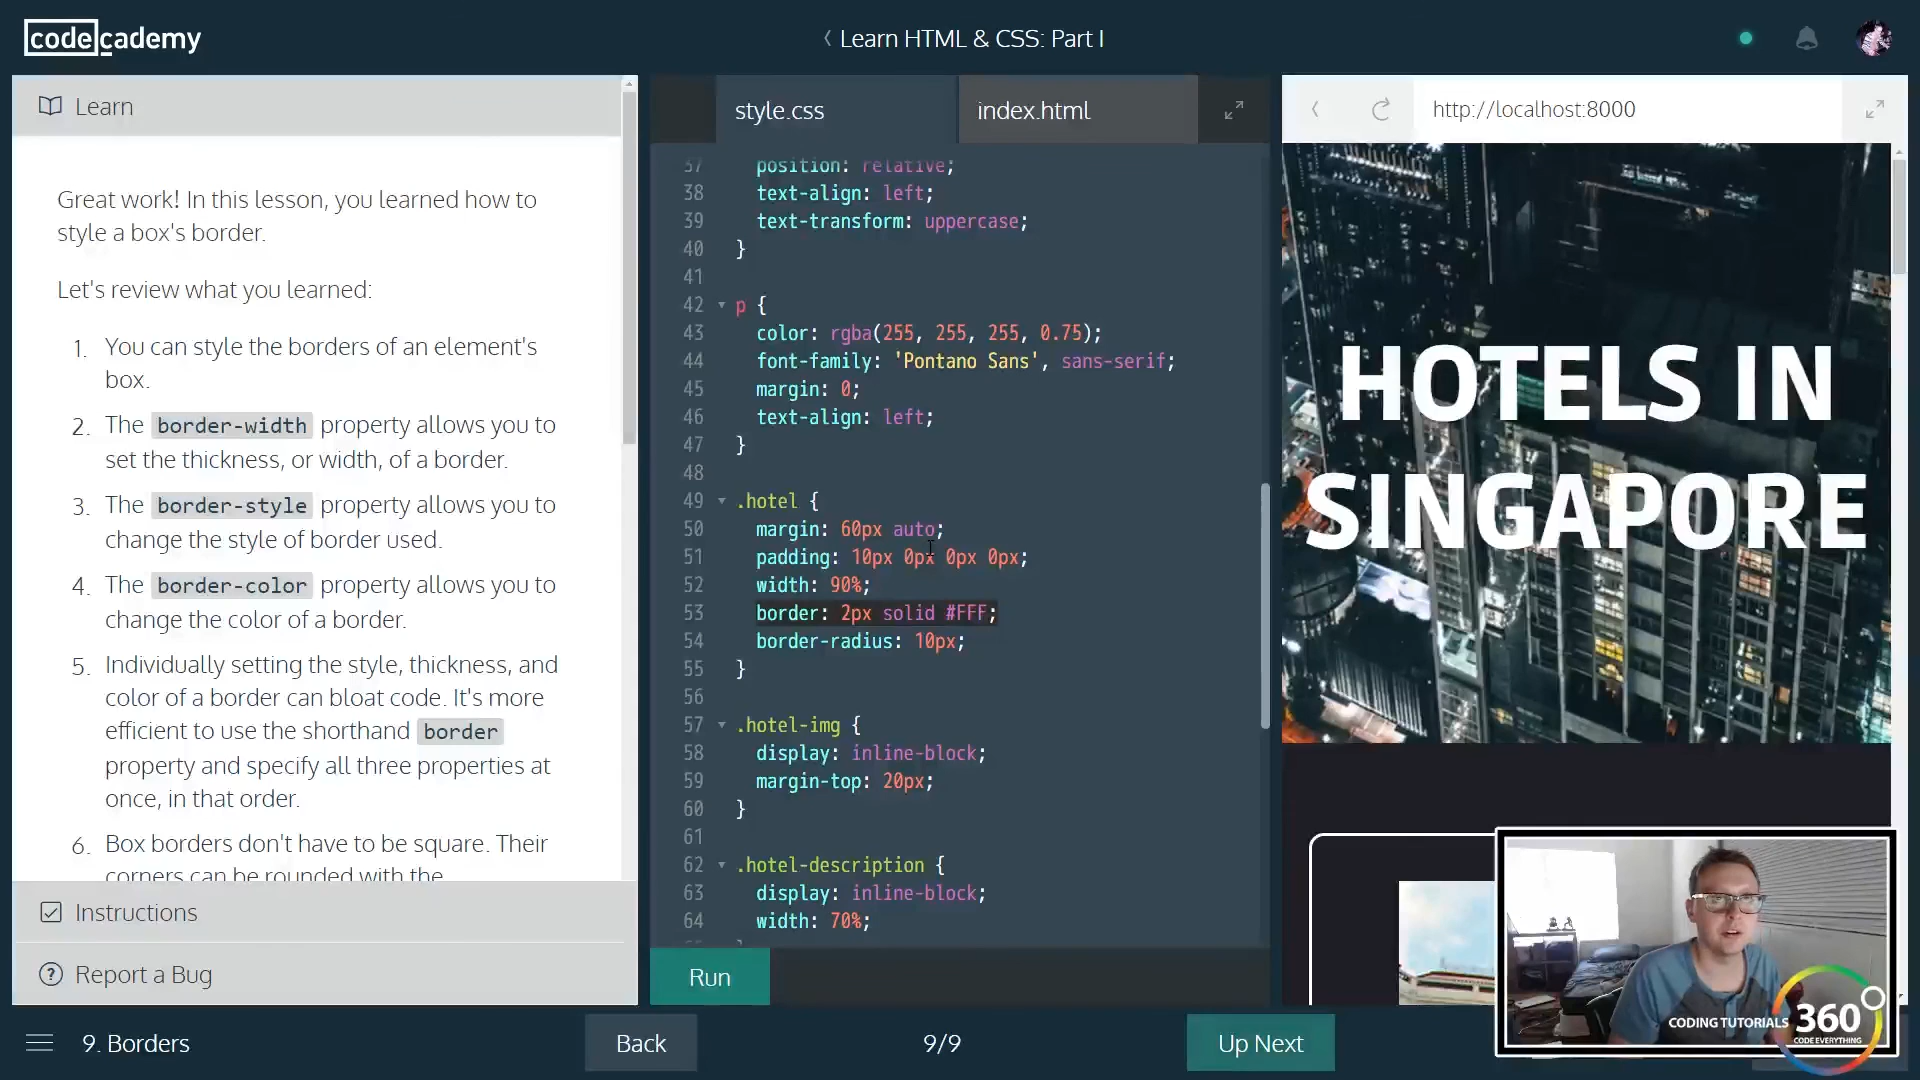 codecademy
Learn HTML & CSS: Part I
Learn
Great work! In this lesson, you learned how to
style a box's border.
Let's review what you learned:
1. You can style the borders of an element's
box.
2. The border-width property allows you to
set the thickness, or width, of a border.
3. The border-style property allows you to
change the style of border used.
4. The border-color property allows you to
change the color of a border.
5. Individually setting the style, thickness, and
color of a border can bloat code. It's more
efficient to use the shorthand border
property and specify all three properties at
once, in that order.
6. Box borders don't have to be square. Their
corners can be rounded with the
Instructions
Report a Bug
style.css
index.html
37 position: relative;
38 text-align: left;
39 text-transform: uppercase;
40 }
41
42 p {
43 color: rgba(255, 255, 255, 0.75);
44 font-family: 'Pontano Sans', sans-serif;
45 margin: 0;
46 text-align: left;
47 }
48
49 .hotel {
50 margin: 60px auto;
51 padding: 10px 0px 0px 0px;
52 width: 90%;
53 border: 2px solid #FFF;
54 border-radius: 10px;
55 }
56
57 .hotel-img {
58 display: inline-block;
59 margin-top: 20px;
60 }
61
62 .hotel-description {
63 display: inline-block;
64 width: 70%;
Run
http://localhost:8000
HOTELS IN
SINGAPORE
CODING TUTORIALS 360°
CODE EVERYTHING
9. Borders
Back
9/9
Up Next